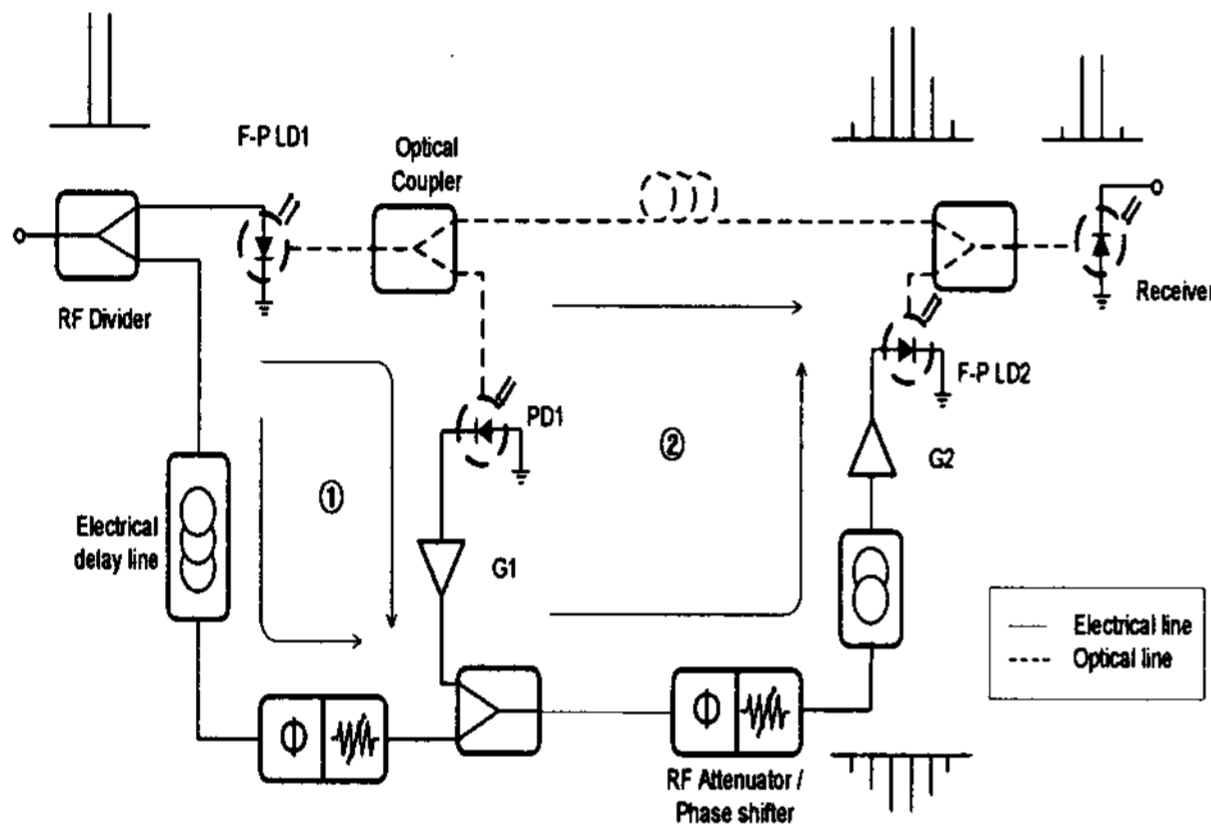 F-P LD1
Optical
Coupler
RF Divider
Receiver
F-P LD2
PD1
①
②
G2
Electrical
delay line
G1
Electrical line
Optical line
Φ
Φ
RF Attenuator /
Phase shifter